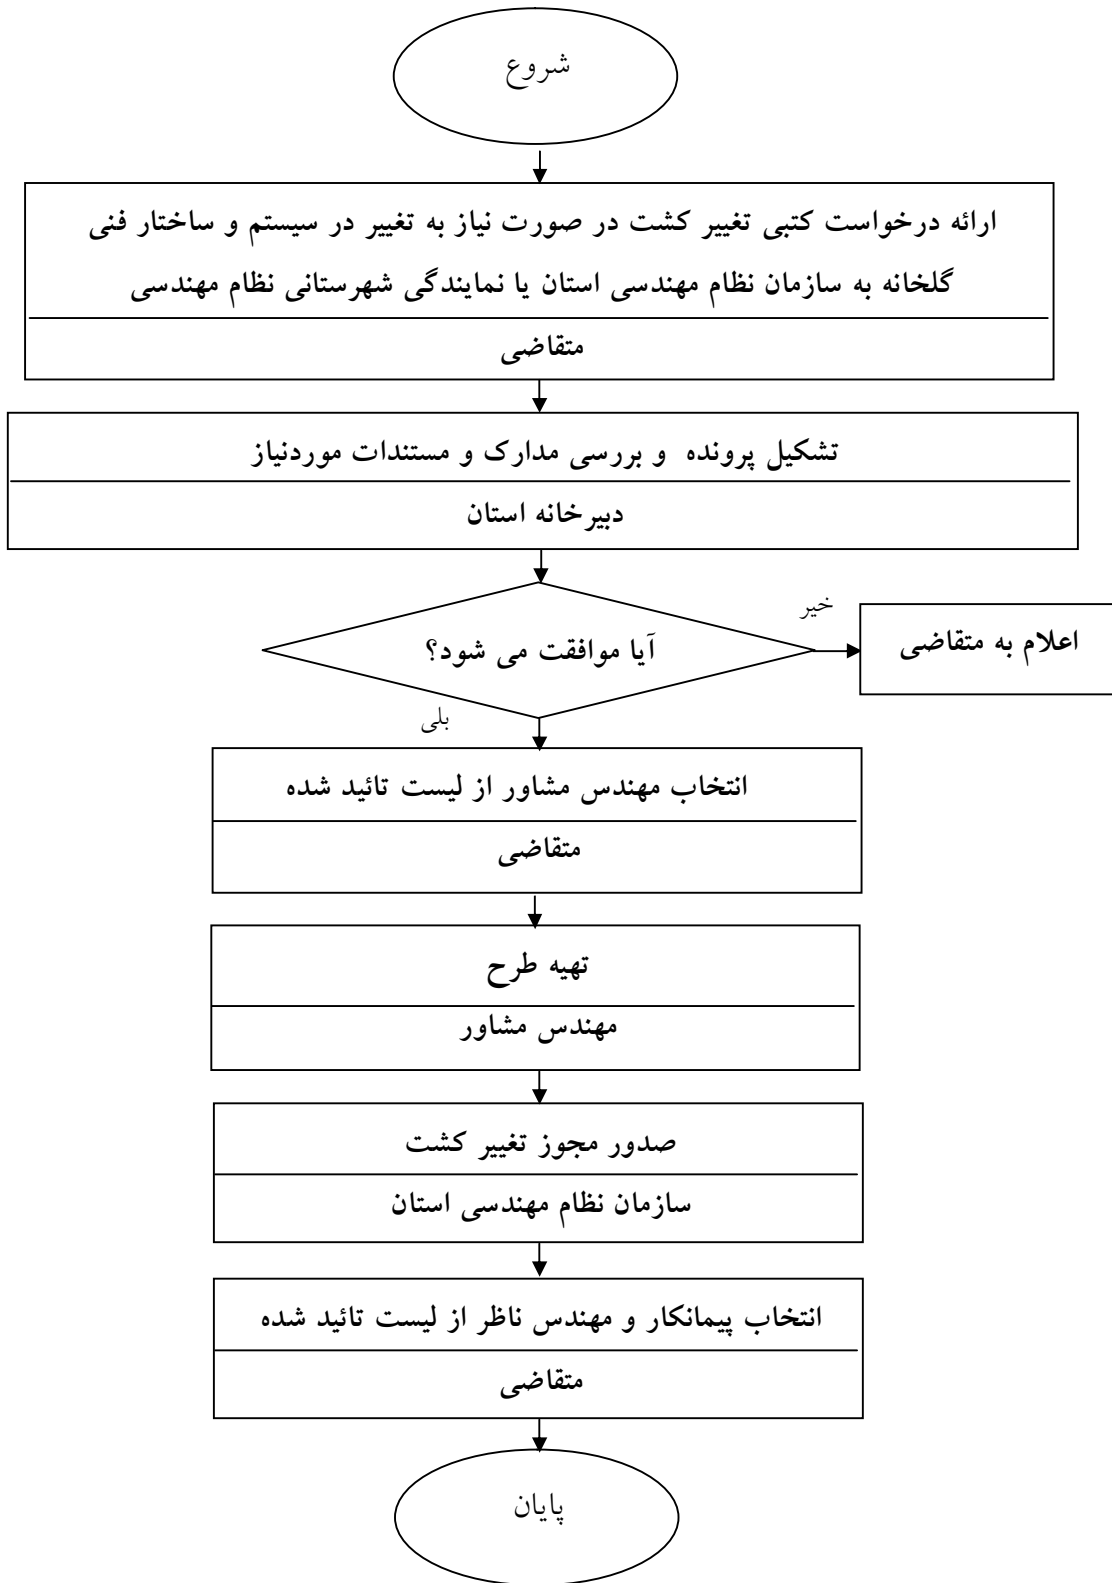 شروع
ارائه درخواست کتبی تغییر کشت در صورت نیاز به تغییر در سیستم و ساختار فنی
گلخانه به سازمان نظام مهندسی استان یا نمایندگی شهرستانی نظام مهندسی
متقاضی
تشکیل پرونده و بررسی مدارک و مستندات موردنیاز
دبیرخانه استان
آیا موافقت می شود؟
خیر
اعلام به متقاضی
بلی
انتخاب مهندس مشاور از لیست تائید شده
متقاضی
تهیه طرح
مهندس مشاور
صدور مجوز تغییر کشت
سازمان نظام مهندسی استان
انتخاب پیمانکار و مهندس ناظر از لیست تائید شده
متقاضی
پایان